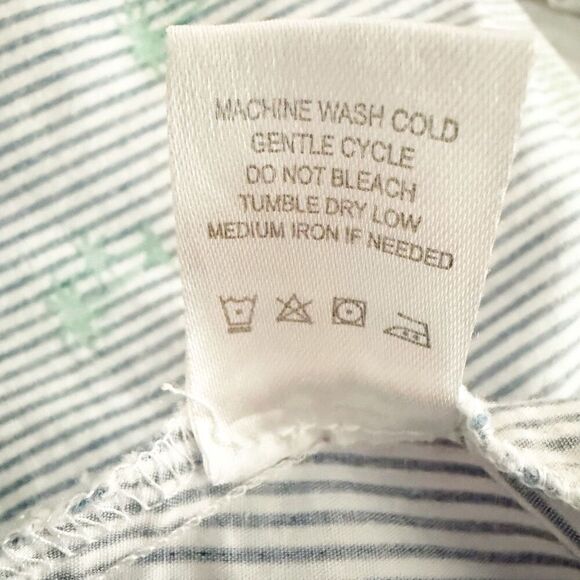 MACHINE WASH COLD
GENTLE CYCLE
DO NOT BLEACH
TUMBLE DRY LOW
MEDIUM IRON IF NEEDED